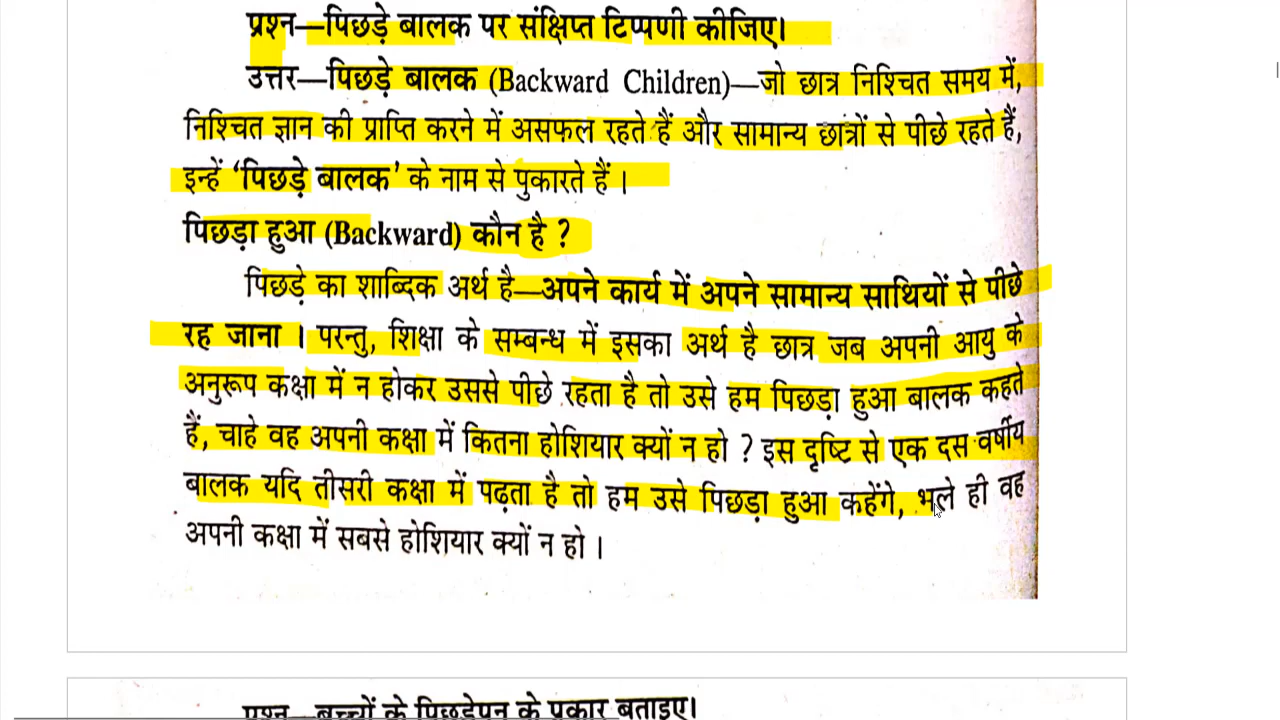 प्रश्न—पिछड़े बालक पर संक्षिप्त टिप्पणी कीजिए।
उत्तर—पिछड़े बालक (Backward Children)—जो छात्र निश्चित समय में,
निश्चित ज्ञान की प्राप्ति करने में असफल रहते हैं और सामान्य छात्रों से पीछे रहते हैं,
इन्हें ‘पिछड़े बालक’ के नाम से पुकारते हैं ।
पिछड़ा हुआ (Backward) कौन है ?
पिछड़े का शाब्दिक अर्थ है—अपने कार्य में अपने सामान्य साथियों से पीछे
रह जाना । परन्तु, शिक्षा के सम्बन्ध में इसका अर्थ है छात्र जब अपनी आयु के
अनुरूप कक्षा में न होकर उससे पीछे रहता है तो उसे हम पिछड़ा हुआ बालक कहते
हैं, चाहे वह अपनी कक्षा में कितना होशियार क्यों न हो ? इस दृष्टि से एक दस वर्षीय
बालक यदि तीसरी कक्षा में पढ़ता है तो हम उसे पिछड़ा हुआ कहेंगे, भले ही वह
अपनी कक्षा में सबसे होशियार क्यों न हो ।
प्रश्न—बच्चों के पिछड़ेपन के प्रकार बताइए।